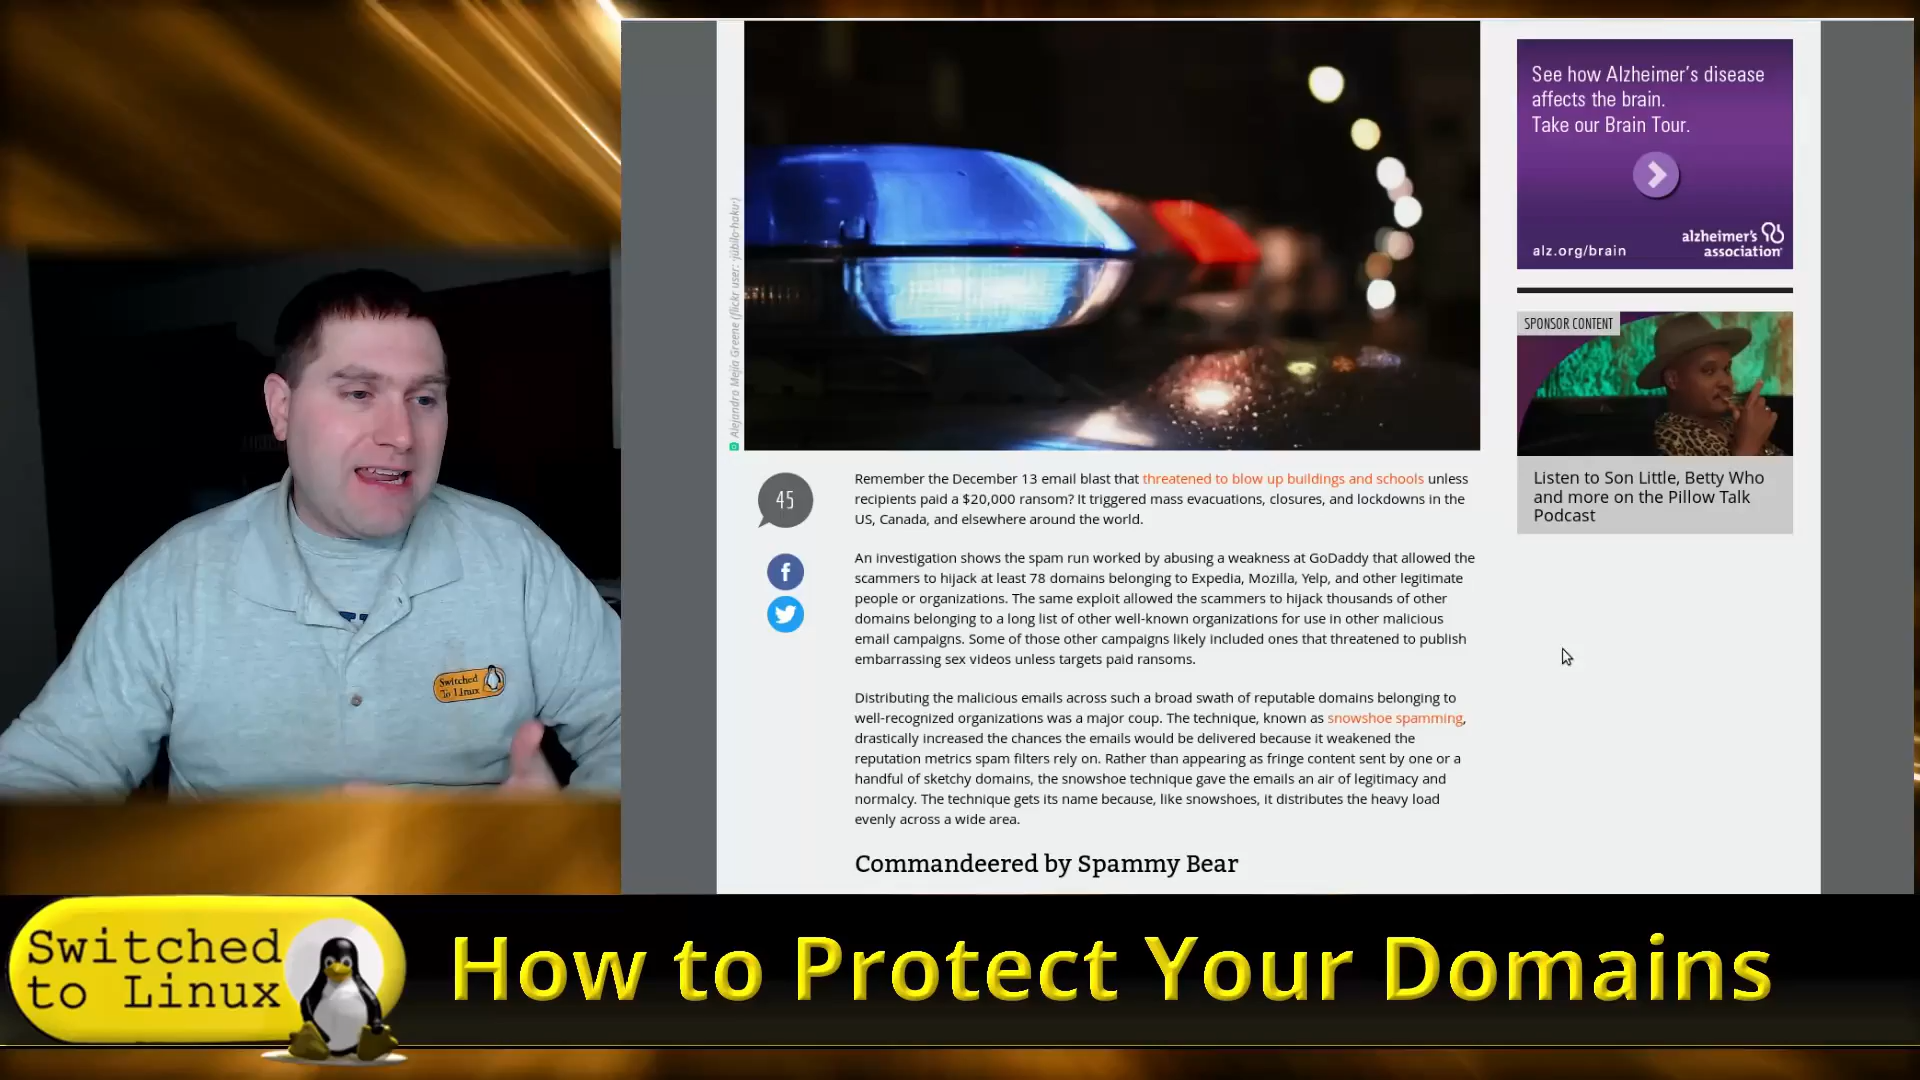 See how Alzheimer's disease
affects the brain.
Take our Brain Tour.
alzheimer's
association
alz.org/brain
SPONSOR CONTENT
Listen to Son Little, Betty Who
and more on the Pillow Talk
Podcast
Alejandro Mejía Greene (flickr user: ·júbilo·haku·)
45
Remember the December 13 email blast that threatened to blow up buildings and schools unless
recipients paid a $20,000 ransom? It triggered mass evacuations, closures, and lockdowns in the
US, Canada, and elsewhere around the world.
An investigation shows the spam run worked by abusing a weakness at GoDaddy that allowed the
scammers to hijack at least 78 domains belonging to Expedia, Mozilla, Yelp, and other legitimate
people or organizations. The same exploit allowed the scammers to hijack thousands of other
domains belonging to a long list of other well-known organizations for use in other malicious
email campaigns. Some of those other campaigns likely included ones that threatened to publish
embarrassing sex videos unless targets paid ransoms.
Distributing the malicious emails across such a broad swath of reputable domains belonging to
well-recognized organizations was a major coup. The technique, known as snowshoe spamming,
drastically increased the chances the emails would be delivered because it weakened the
reputation metrics spam filters rely on. Rather than appearing as fringe content sent by one or a
handful of sketchy domains, the snowshoe technique gave the emails an air of legitimacy and
normalcy. The technique gets its name because, like snowshoes, it distributes the heavy load
evenly across a wide area.
Commandeered by Spammy Bear
Switched
To Linux
Switched
to Linux
How to Protect Your Domains